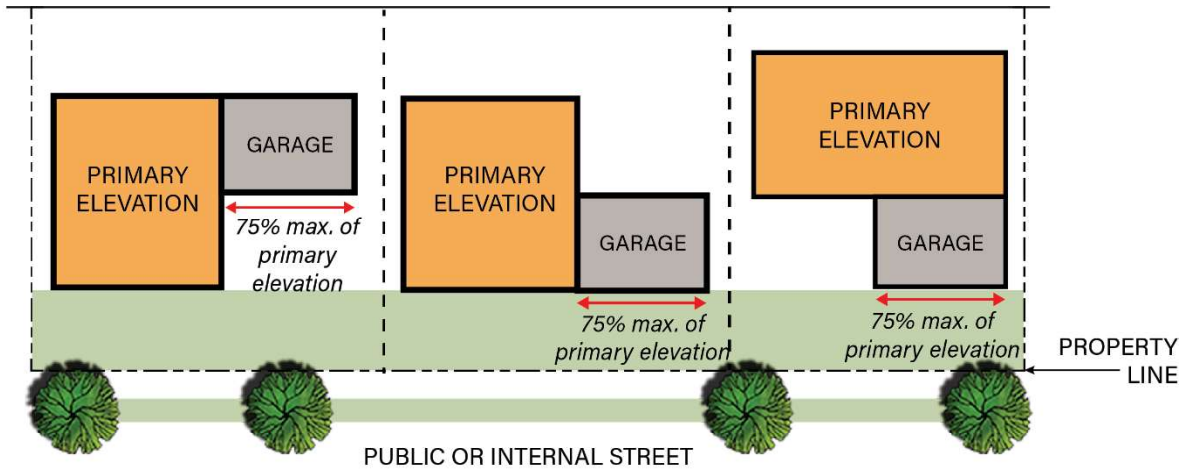 PRIMARY
ELEVATION
GARAGE
75% max. of
primary
elevation
PRIMARY
ELEVATION
GARAGE
75% max. of
primary elevation
PRIMARY
ELEVATION
GARAGE
75% max. of
primary elevation
PROPERTY
LINE
PUBLIC OR INTERNAL STREET